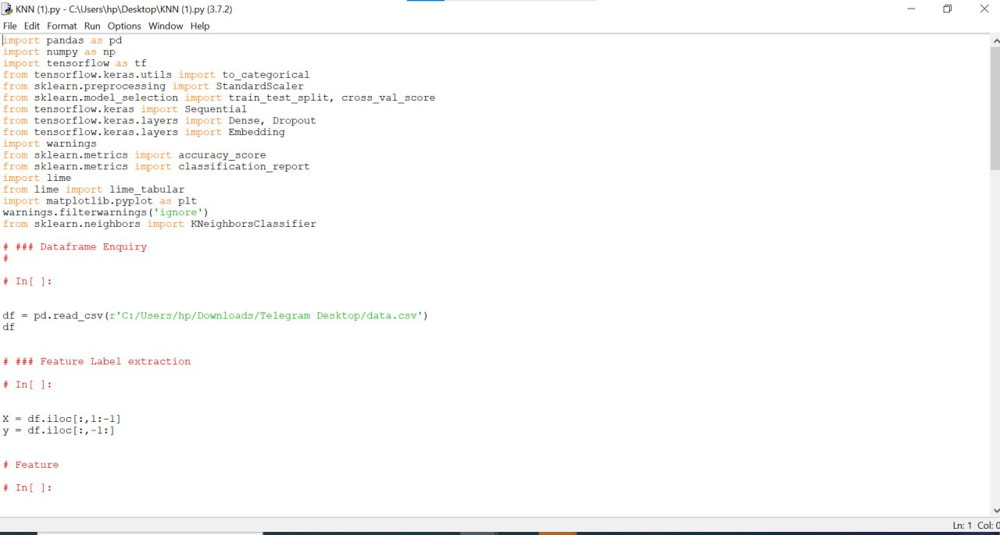 KNN (1).py - C:\Users\hp\Desktop\KNN (1).py (3.7.2)
File Edit Format Run Options Window Help
import pandas as pd
import numpy as np
import tensorflow as tf
from tensorflow.keras.utils import to_categorical
from sklearn.preprocessing import StandardScaler
from sklearn.model_selection import train_test_split, cross_val_score
from tensorflow.keras import Sequential
from tensorflow.keras.layers import Dense, Dropout
from tensorflow.keras.layers import Embedding
import warnings
from sklearn.metrics import accuracy_score
from sklearn.metrics import classification_report
import lime
from lime import lime_tabular
import matplotlib.pyplot as plt
warnings.filterwarnings('ignore')
from sklearn.neighbors import KNeighborsClassifier
# ### Dataframe Enquiry
#
# In[ ]:
df = pd.read_csv(r'C:/Users/hp/Downloads/Telegram Desktop/data.csv')
df
# ### Feature Label extraction
# In[ ]:
X = df.iloc[:,1:-1]
y = df.iloc[:,-1:]
# Feature
# In[ ]:
Ln: 1 Col: 0